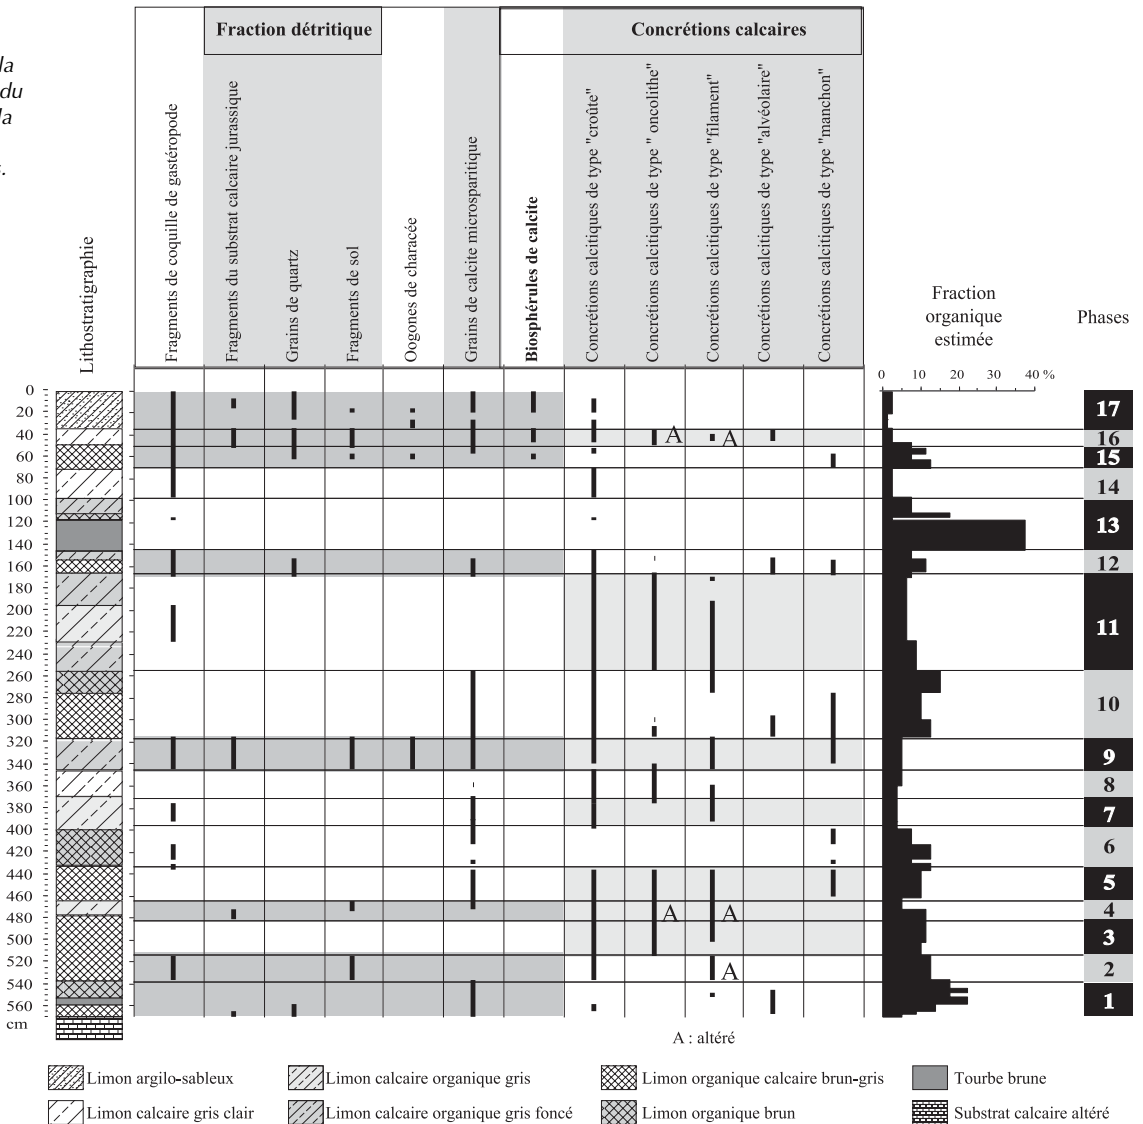 la
du
la
s.
Fraction détritique
Concrétions calcaires
Lithostratigraphie
Fragments de coquille de gastéropode
Fragments du substrat calcaire jurassique
Grains de quartz
Fragments de sol
Oogones de characée
Grains de calcite microsparitique
Biosphérules de calcite
Concrétions calcitiques de type "croûte"
Concrétions calcitiques de type " oncolithe"
Concrétions calcitiques de type "filament"
Concrétions calcitiques de type "alvéolaire"
Concrétions calcitiques de type "manchon"
Fraction
organique
estimée
Phases
0 10 20 30 40 %
0
20
40
60
80
100
120
140
160
180
200
220
240
260
280
300
320
340
360
380
400
420
440
460
480
500
520
540
560
cm
A A
A A
A
17
16
15
14
13
12
11
10
9
8
7
6
5
4
3
2
1
A : altéré
Limon argilo-sableux
Limon calcaire organique gris
Limon organique calcaire brun-gris
Tourbe brune
Limon calcaire gris clair
Limon calcaire organique gris foncé
Limon organique brun
Substrat calcaire altéré